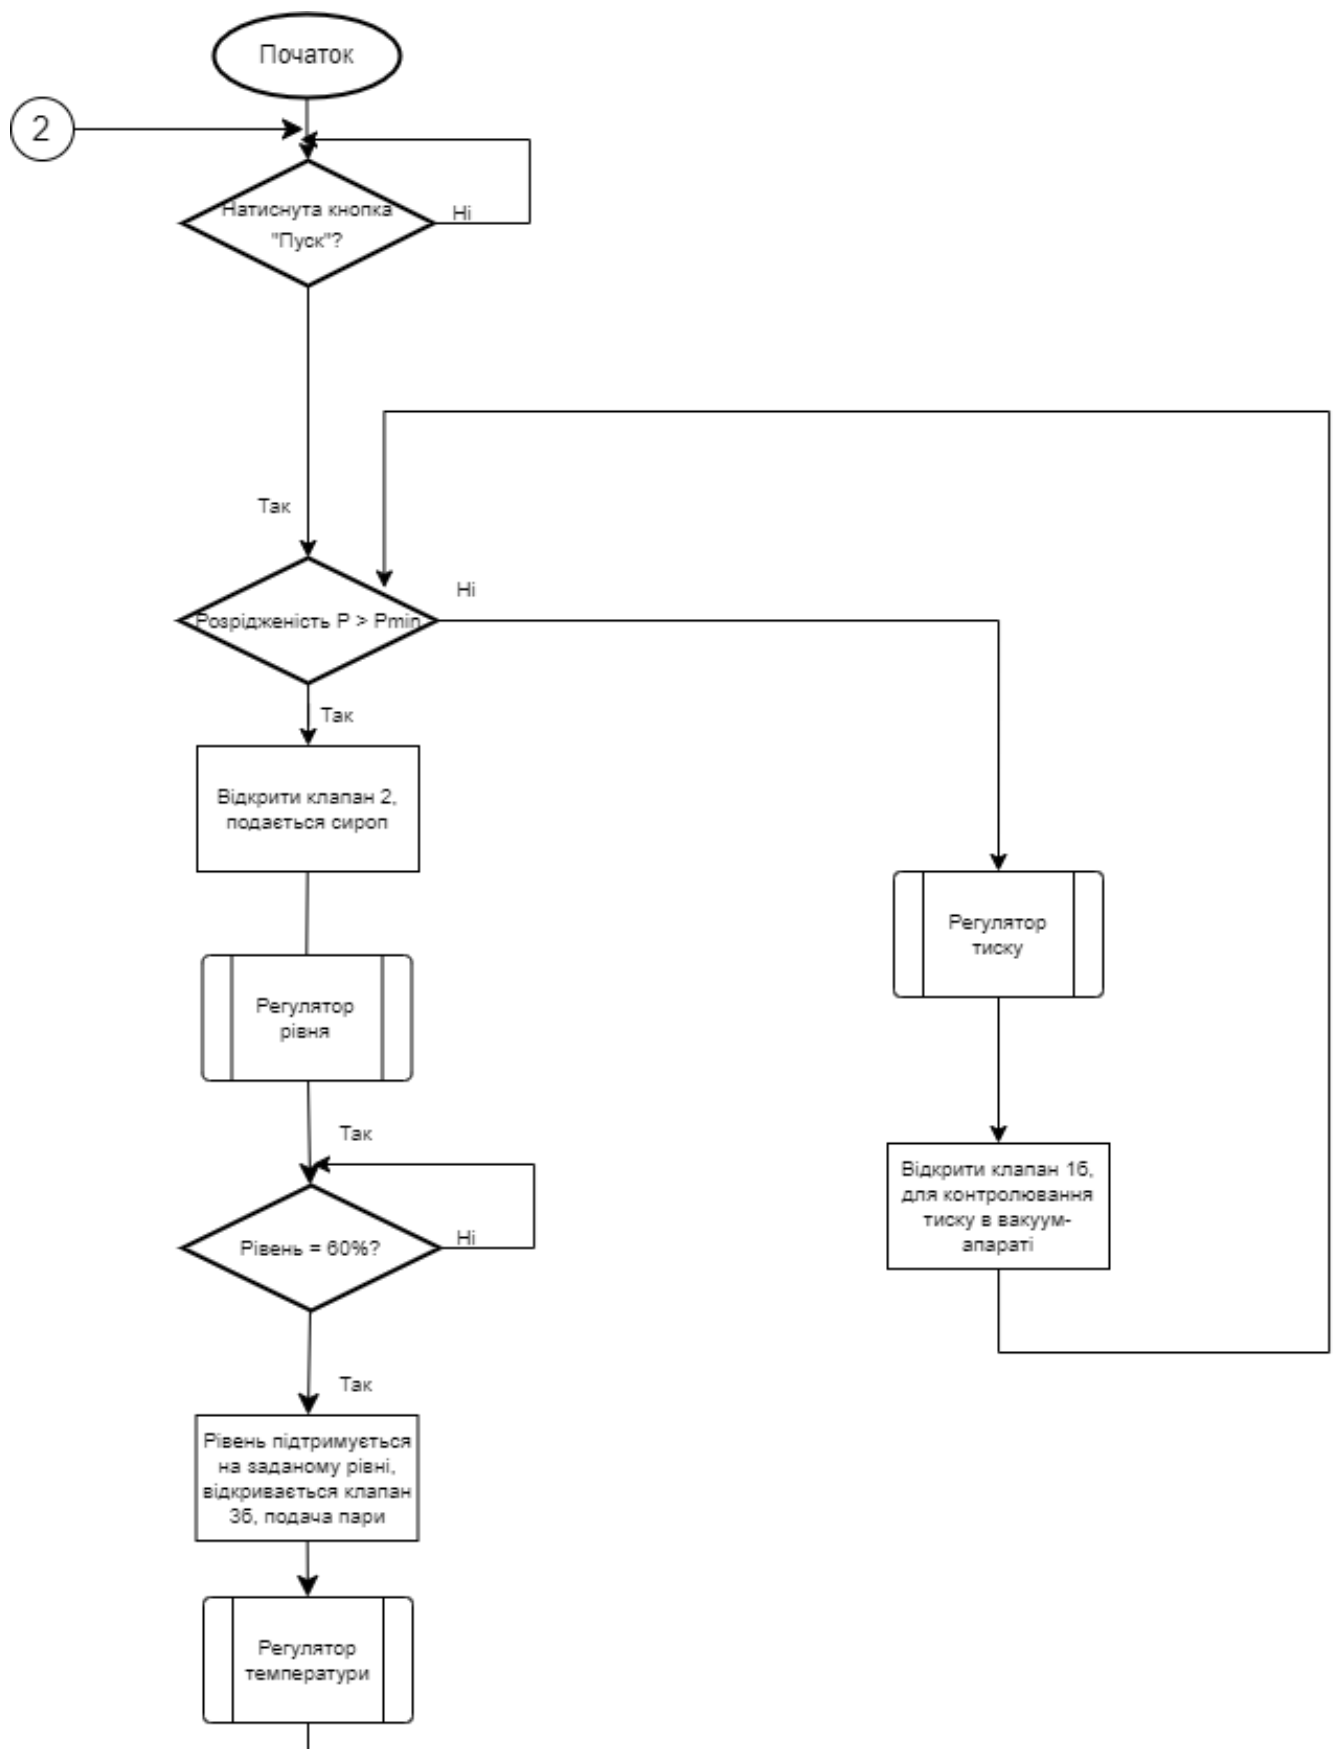 Початок
2
Натиснута кнопка
"Пуск"?
Ні
Так
Розрідженість Р > Pmin
Ні
Так
Відкрити клапан 2,
подається сироп
Регулятор
тиску
Регулятор
рівня
Так
Відкрити клапан 1б,
для контролювання
тиску в вакуум-
апараті
Рівень = 60%?
Ні
Так
Рівень підтримується
на заданому рівні,
відкривається клапан
3б, подача пари
Регулятор
температури